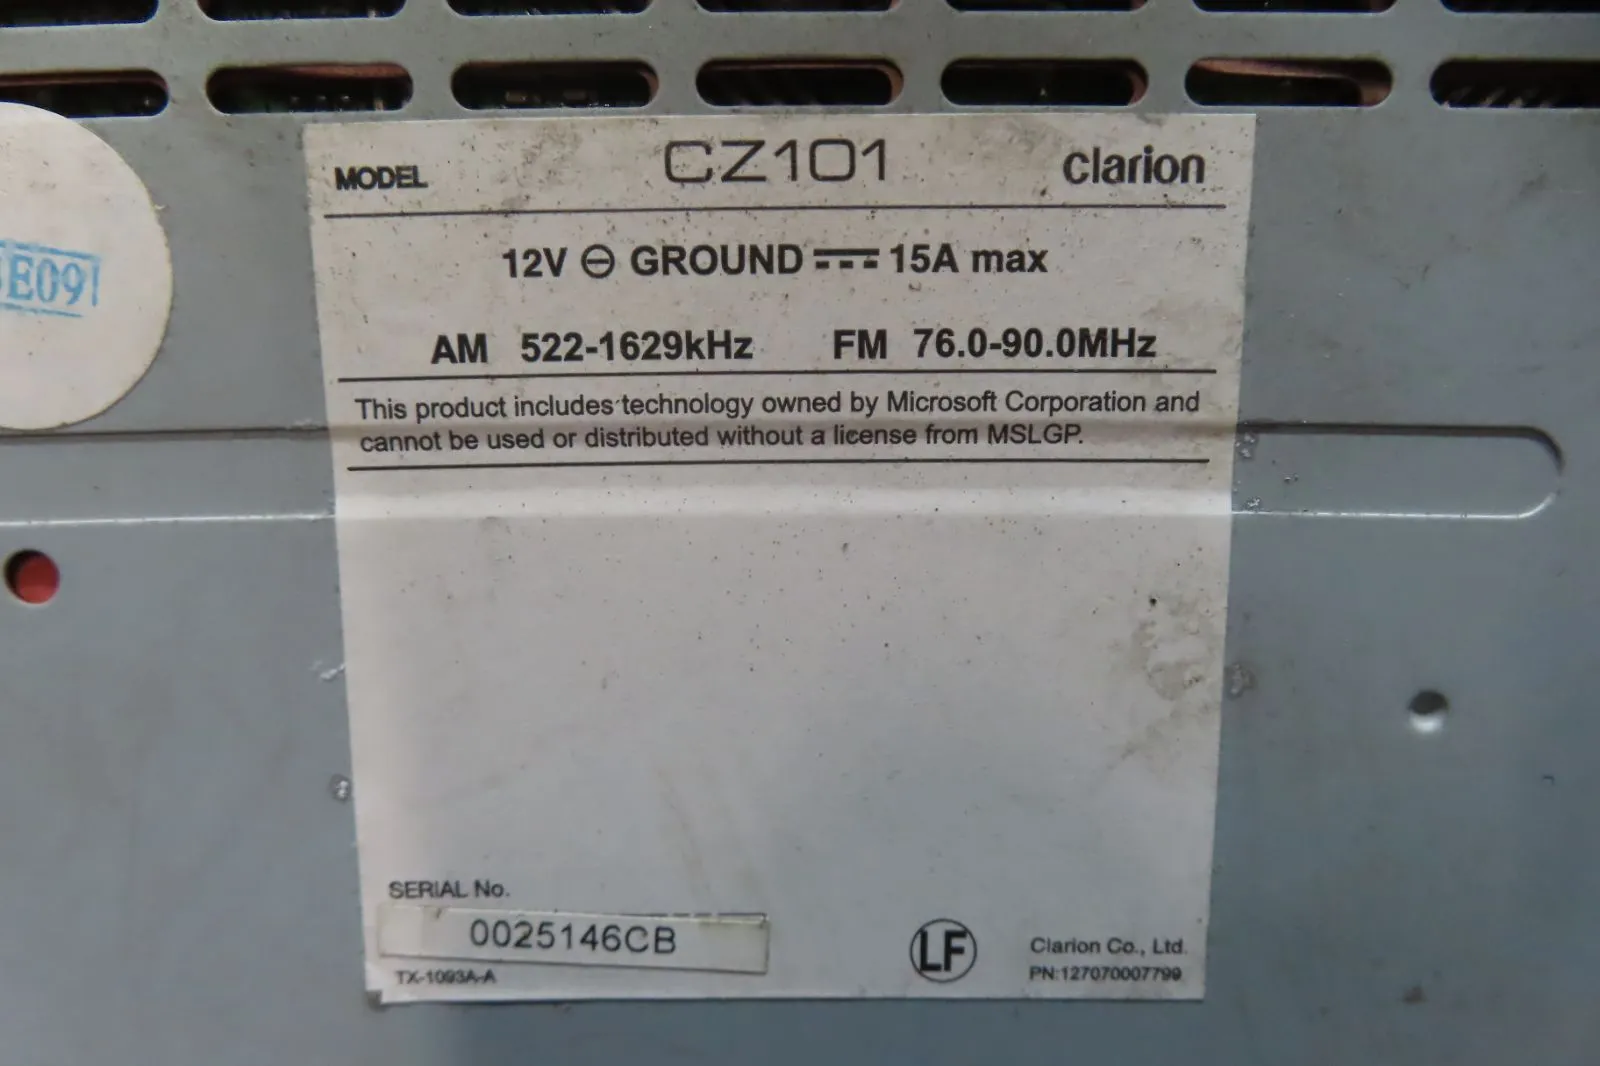 MODEL CZ101 Clarion
12V ⊖ GROUND ⎓ 15A max
AM 522-1629kHz FM 76.0-90.0MHz
This product includes technology owned by Microsoft Corporation and
cannot be used or distributed without a license from MSLGP.
E09
SERIAL No.
0025146CB
TX-1093A-A
LF
Clarion Co., Ltd.
PN:127070007799